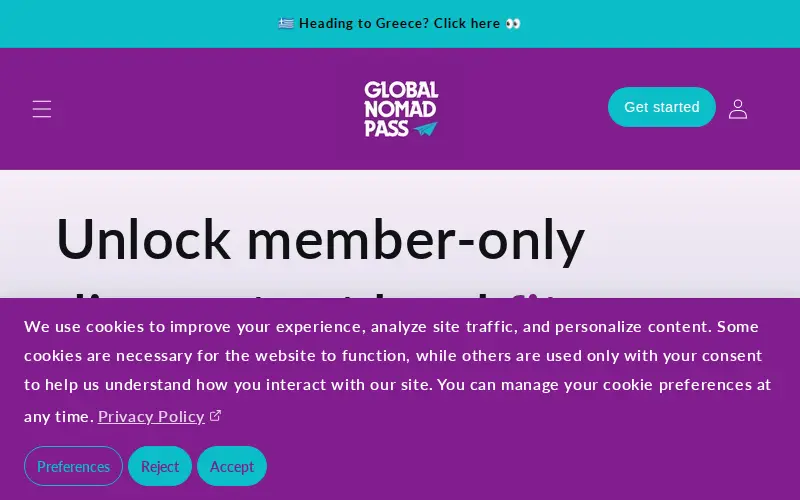 🇬🇷 Heading to Greece? Click here 👀
GLOBAL
NOMAD
PASS
Get started
Unlock member-only
We use cookies to improve your experience, analyze site traffic, and personalize content. Some
cookies are necessary for the website to function, while others are used only with your consent
to help us understand how you interact with our site. You can manage your cookie preferences at
any time. Privacy Policy
Preferences
Reject
Accept